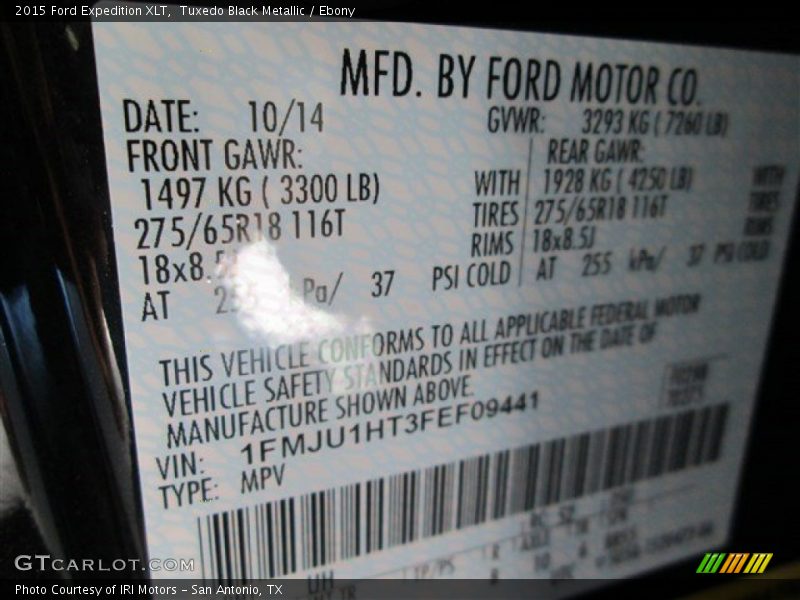 2015 Ford Expedition XLT,  Tuxedo Black Metallic / Ebony
MFD. BY FORD MOTOR CO.
DATE: 10/14 GVWR: 3293 KG ( 7260 LB)
FRONT GAWR: REAR GAWR:
1497 KG ( 3300 LB) WITH 1928 KG ( 4250 LB) WITH
275/65R18 116T TIRES 275/65R18 116T TIRES
18x8. RIMS 18x8.5J RIMS
AT Pa/ 37 PSI COLD AT 255 kPa/ 37 PSI COLD
THIS VEHICLE CONFORMS TO ALL APPLICABLE FEDERAL MOTOR
VEHICLE SAFETY STANDARDS IN EFFECT ON THE DATE OF
MANUFACTURE SHOWN ABOVE.
VIN: 1FMJU1HT3FEF09441
TYPE: MPV
UH
GTCARLOT.COM
Photo Courtesy of IRI Motors – San Antonio, TX